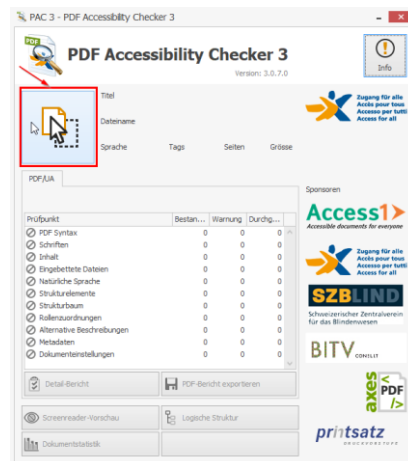 PAC 3 - PDF Accessibility Checker 3
PDF
PDF Accessibility Checker 3
Version: 3.0.7.0
Info
Titel
Dateiname
Sprache Tags Seiten Grösse
Zugang für alle
Accès pour tous
Accesso per tutti
Access for all
PDF/UA
Prüfpunkt Bestan... Warnung Durchg...
PDF Syntax 0 0 0
Schriften 0 0 0
Inhalt 0 0 0
Eingebettete Dateien 0 0 0
Natürliche Sprache 0 0 0
Strukturelemente 0 0 0
Strukturbaum 0 0 0
Rollenzuordnungen 0 0 0
Alternative Beschreibungen 0 0 0
Metadaten 0 0 0
Dokumenteinstellungen 0 0 0
Detail-Bericht PDF-Bericht exportieren
Screenreader-Vorschau Logische Struktur
Dokumentstatistik
Sponsoren
Access1>
Accessible documents for everyone
Zugang für alle
Accès pour tous
Accesso per tutti
Access for all
SZBLIND
Schweizerischer Zentralverein
für das Blindenwesen
BITV CONSULT
axes
<
PDF
/>
printsatz
DRUCKVORSTUFE